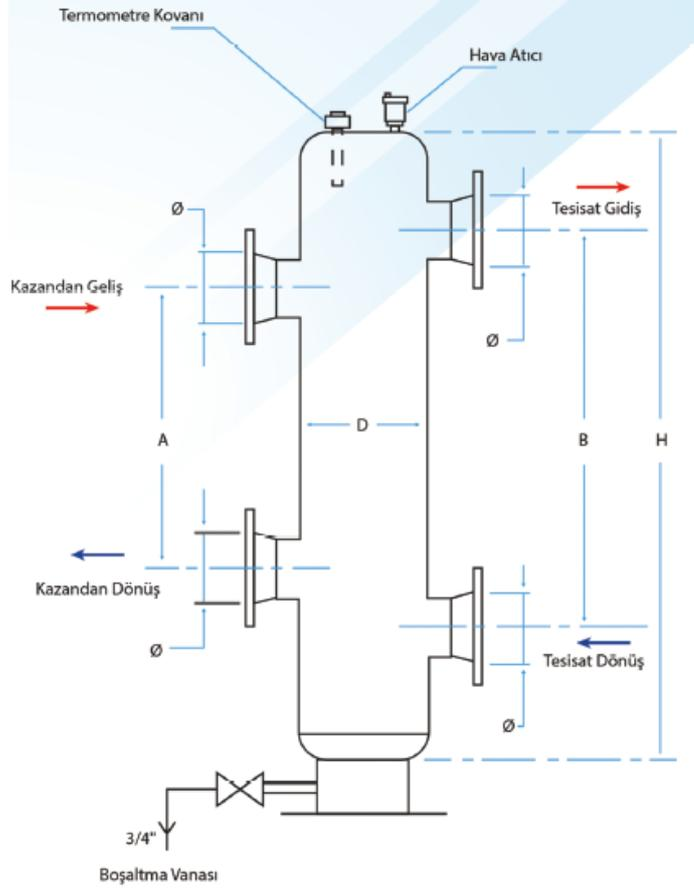 Termometre Kovanı
Hava Atıcı
Ø
Tesisat Gidiş
Kazandan Geliş
Ø
A
D
B
H
Kazandan Dönüş
Ø
Tesisat Dönüş
Ø
3/4"
Boşaltma Vanası